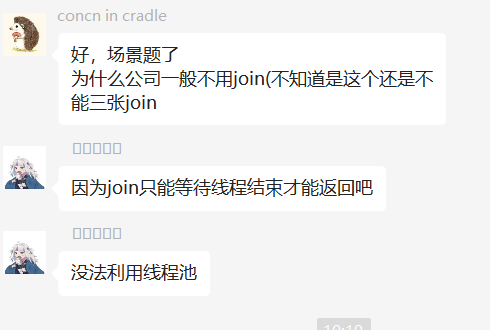 concn in cradle
好，场景题了
为什么公司一般不用join(不知道是这个还是不
能三张join
因为join只能等待线程结束才能返回吧
没法利用线程池